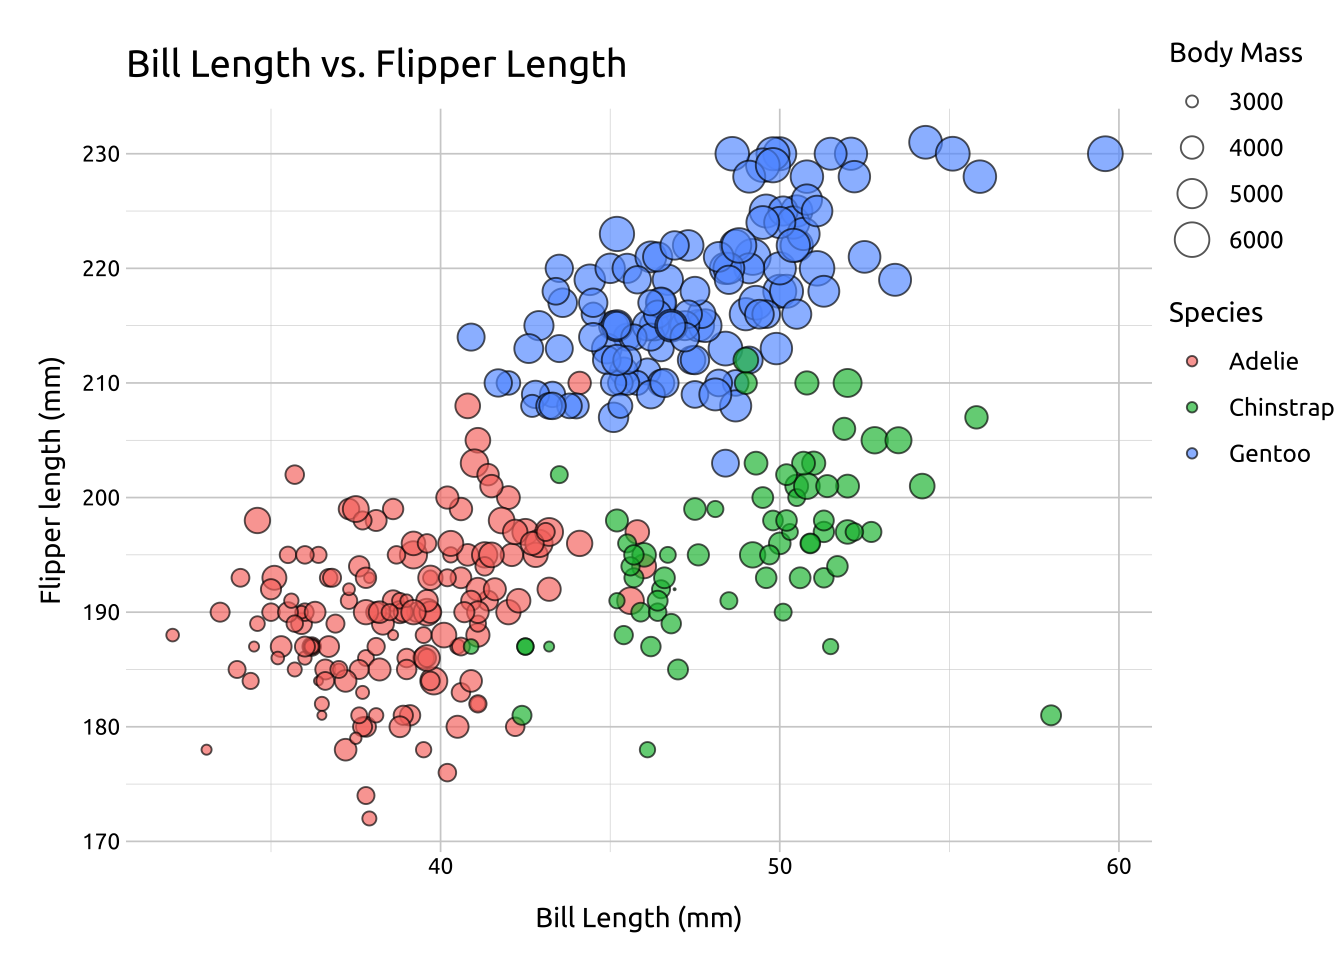 Bill Length vs. Flipper Length
Body Mass
3000
4000
5000
6000
Species
Adelie
Chinstrap
Gentoo
Flipper length (mm)
230
220
210
200
190
180
170
40
50
60
Bill Length (mm)